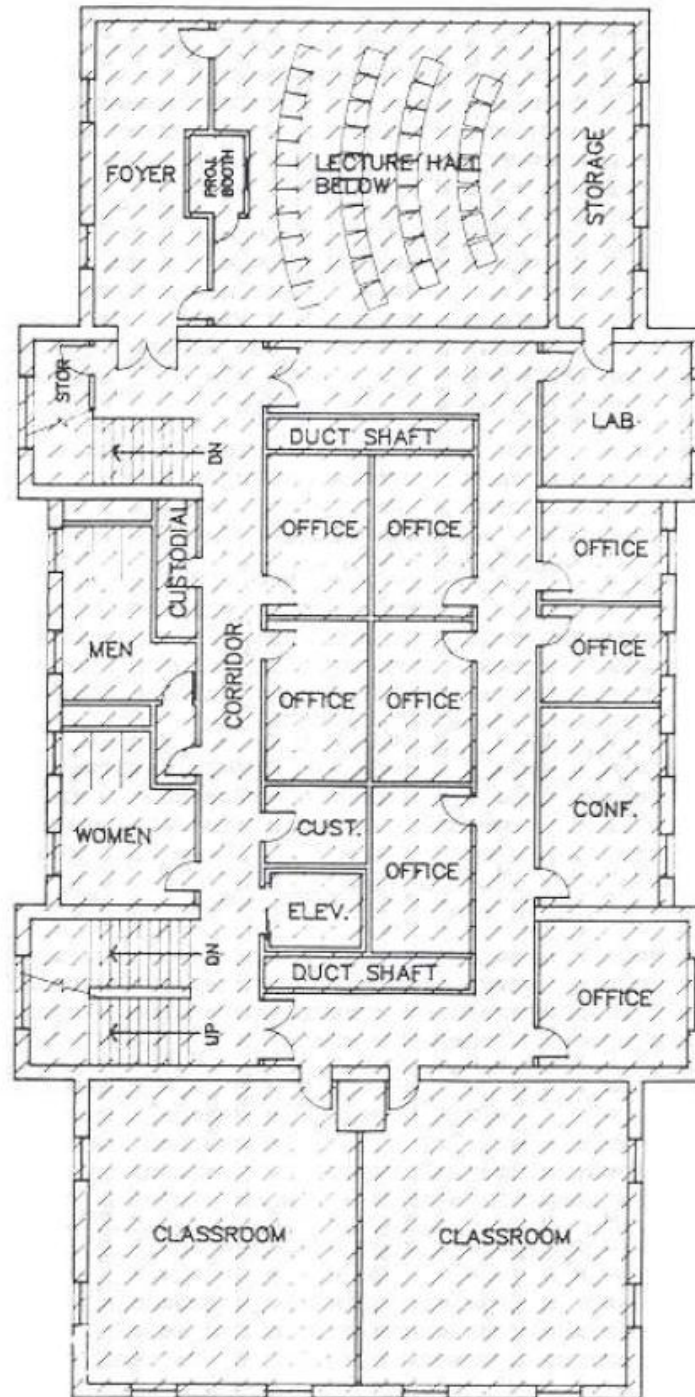 FOYER
PROJ.
BOOTH
LECTURE HALL
BELOW
STORAGE
STOR
DN
LAB
DUCT SHAFT
OFFICE
OFFICE
OFFICE
CUSTODIAL
MEN
CORRIDOR
OFFICE
OFFICE
OFFICE
WOMEN
CUST.
CONF.
OFFICE
ELEV.
DN
DUCT SHAFT
OFFICE
UP
CLASSROOM
CLASSROOM